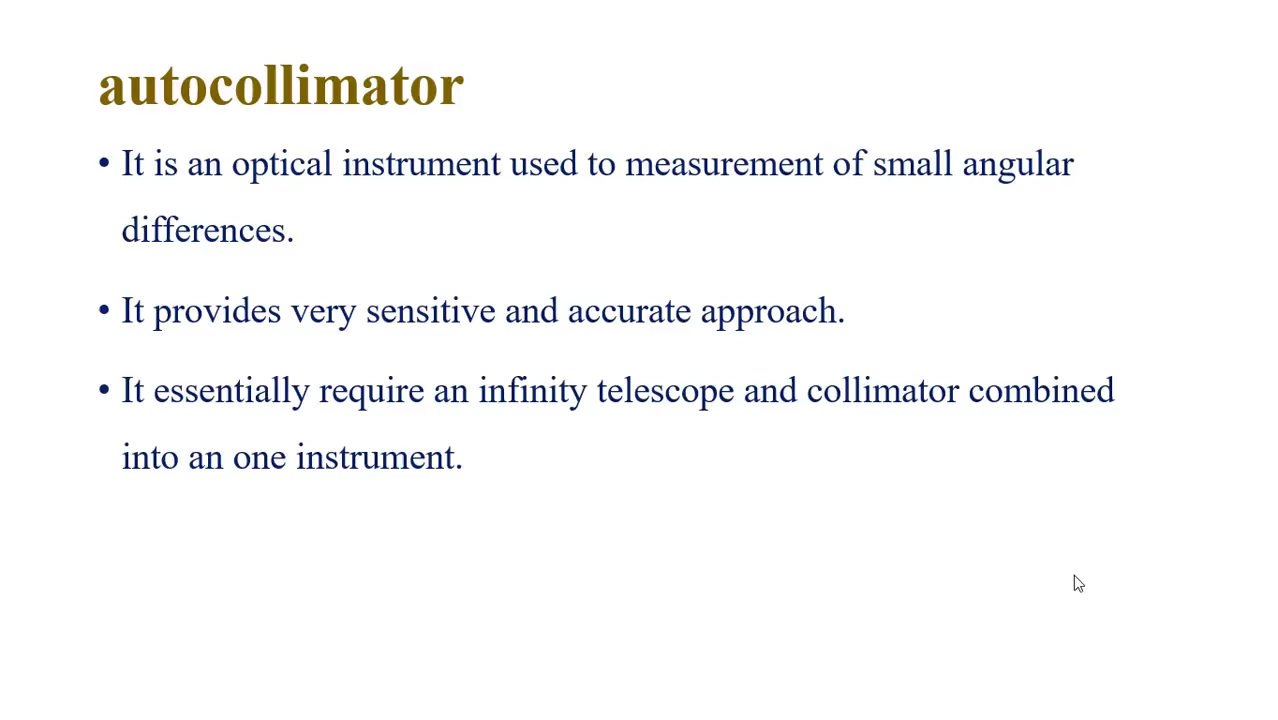 autocollimator
• It is an optical instrument used to measurement of small angular
differences.
• It provides very sensitive and accurate approach.
• It essentially require an infinity telescope and collimator combined
into an one instrument.